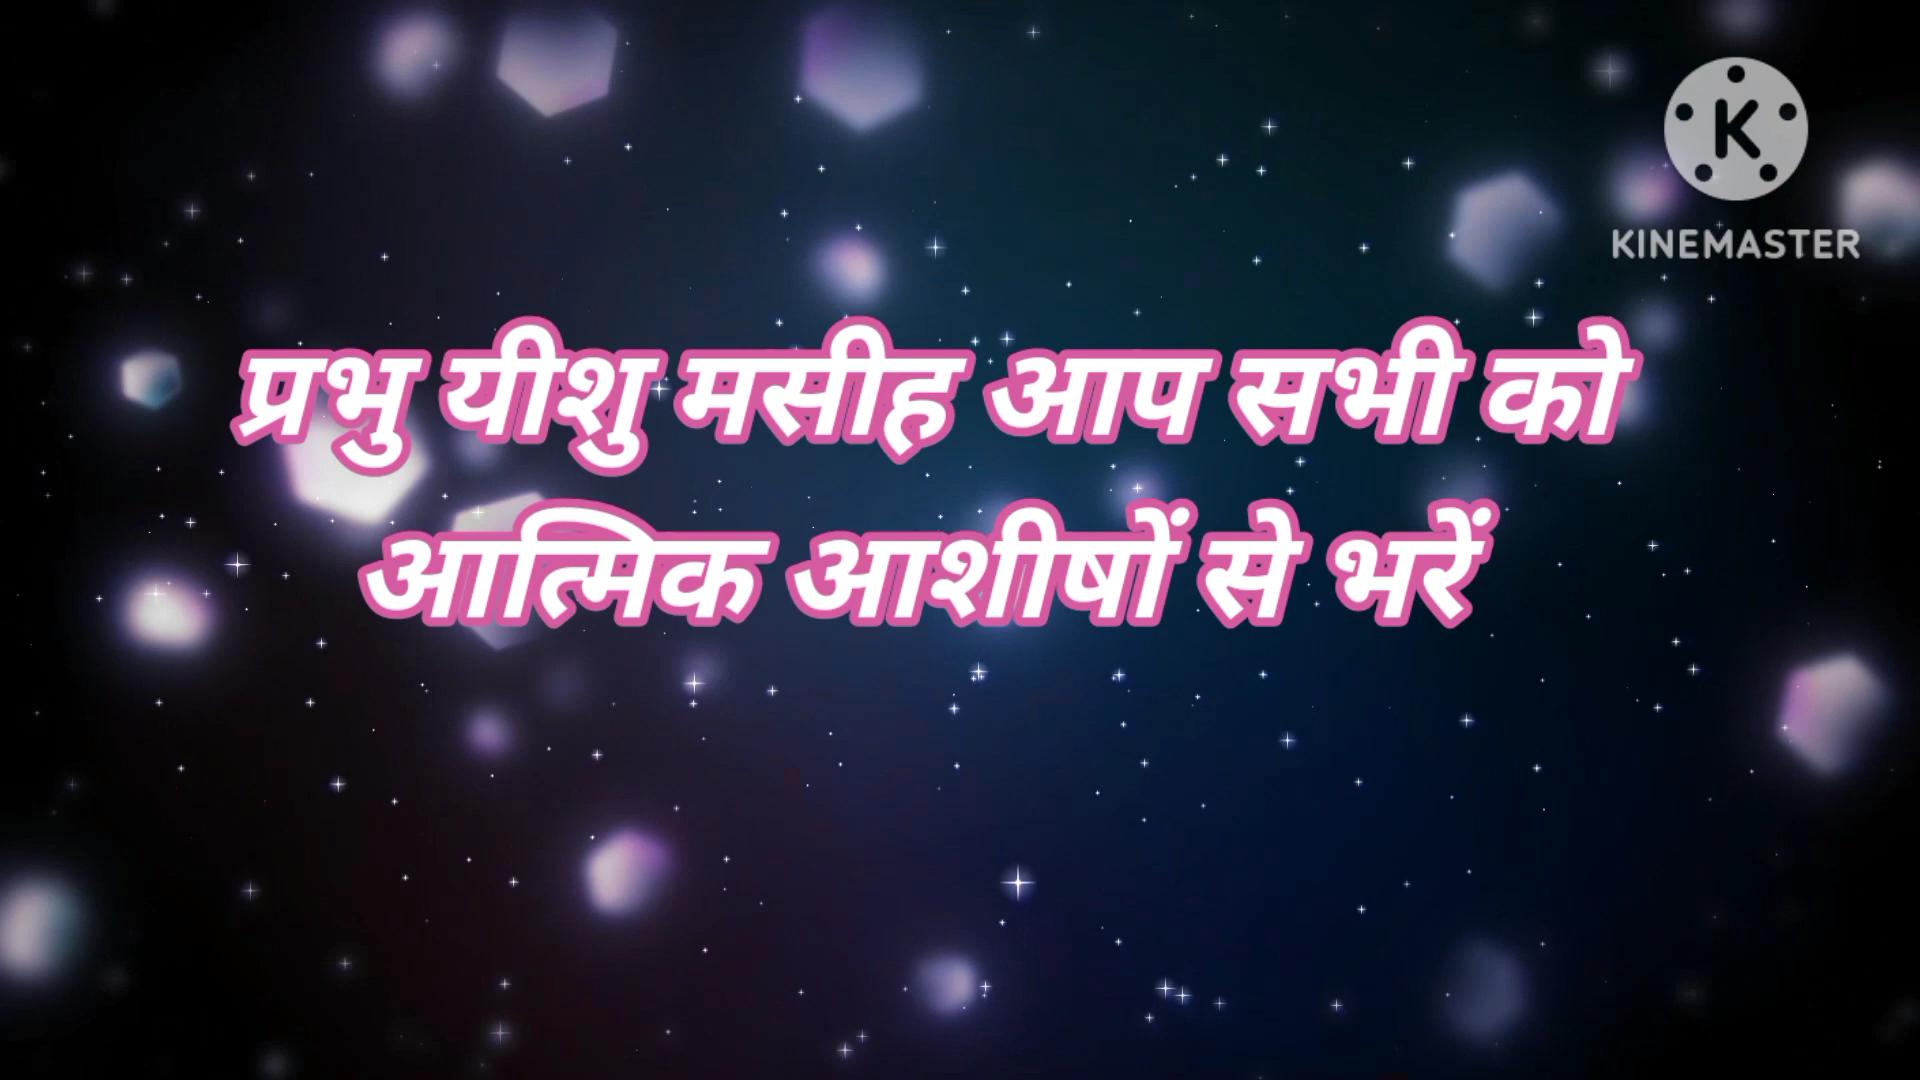 K
KINEMASTER
प्रभु यीशु मसीह आप सभी को
आत्मिक आशीषों से भरें